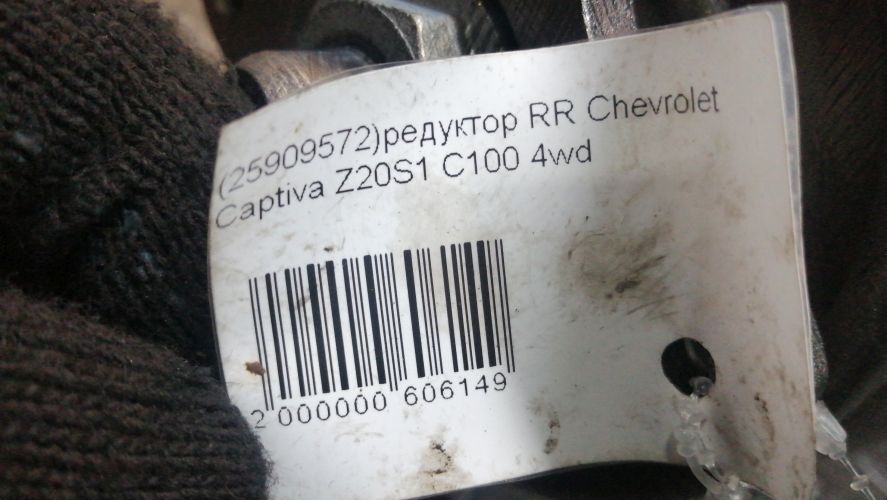 (25909572)редуктор RR Chevrolet
Captiva Z20S1 C100 4wd
2 000000 606149